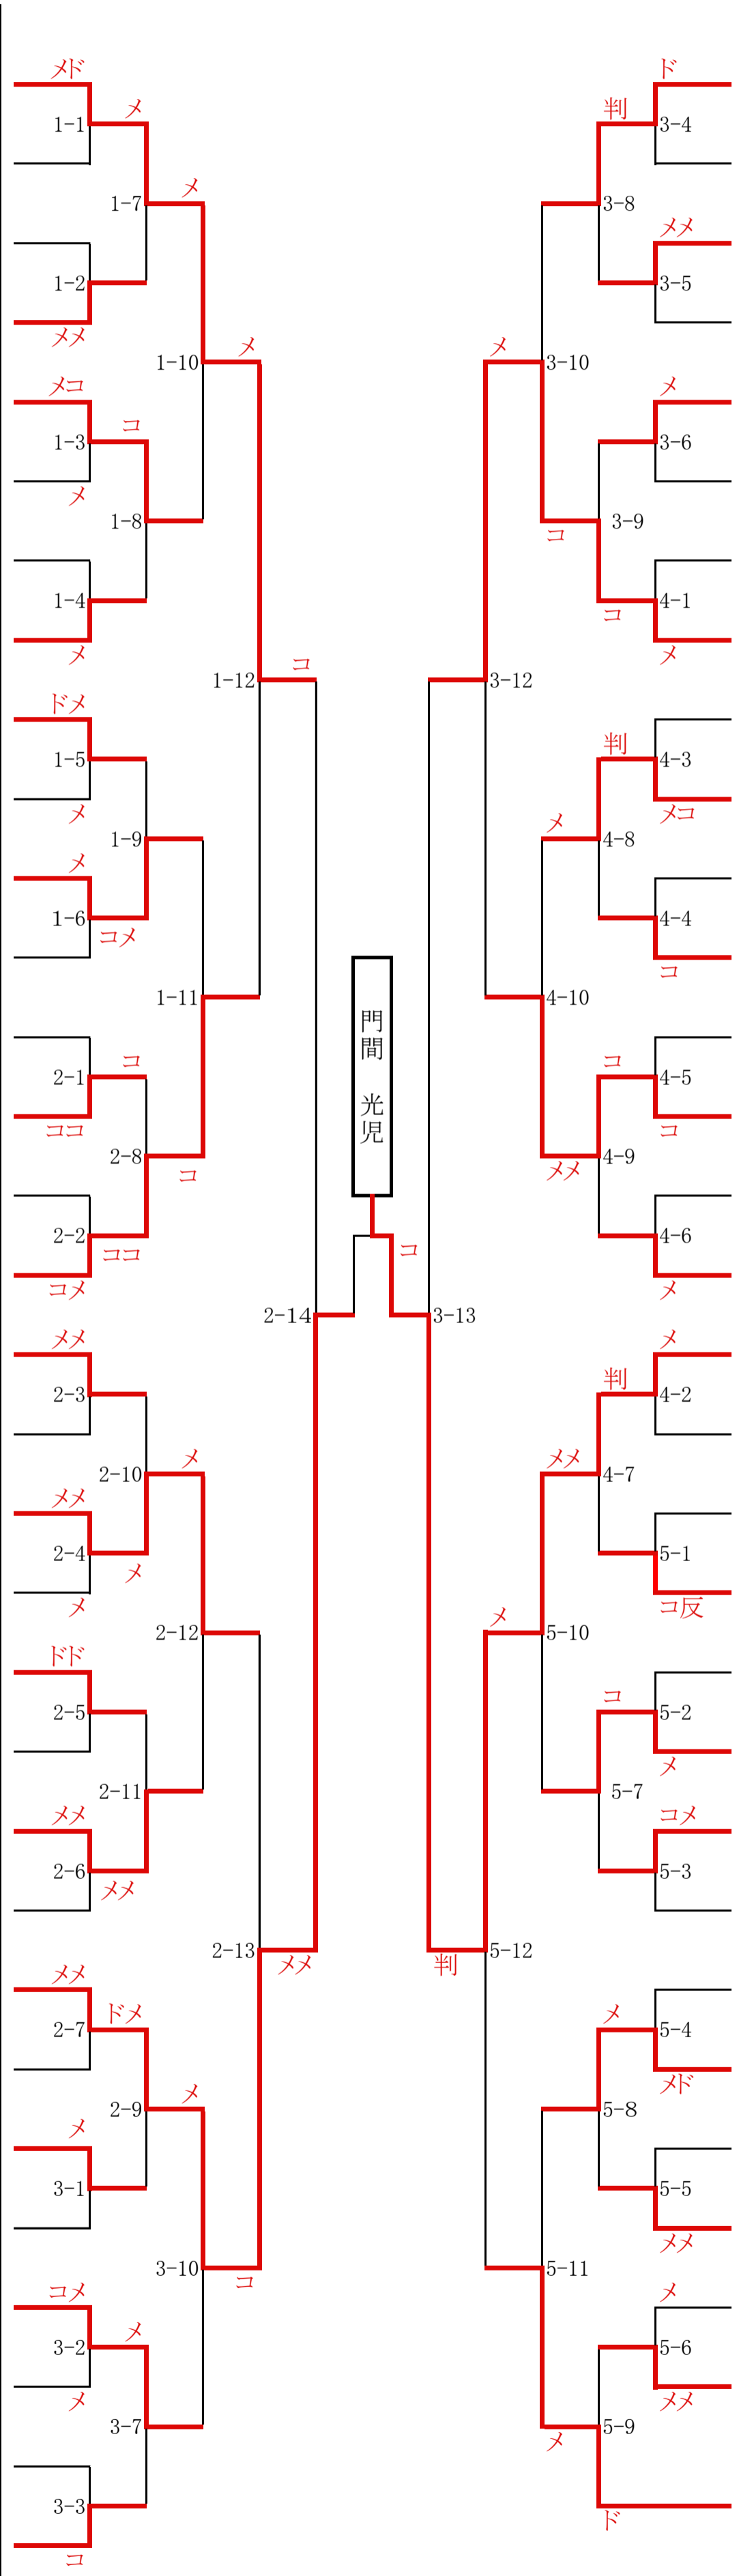 メド
ド
メ
判
1-1
3-4
メ
1-7
3-8
メメ
1-2
3-5
メメ
メ
メ
1-10
3-10
メコ
メ
コ
1-3
3-6
メ
1-8
3-9
コ
1-4
4-1
コ
メ
メ
コ
1-12
3-12
ドメ
判
1-5
4-3
メ
メコ
メ
1-9
4-8
メ
1-6
4-4
コメ
コ
1-11
4-10
門間 光児
コ
コ
2-1
4-5
ココ
コ
2-8
4-9
コ
メメ
2-2
4-6
ココ
コ
コメ
メ
2-14
3-13
メメ
メ
判
2-3
4-2
メ
メメ
2-10
4-7
メメ
2-4
5-1
メ
メ
コ反
メ
2-12
5-10
ドド
コ
2-5
5-2
メ
2-11
5-7
メメ
コメ
2-6
5-3
メメ
2-13
5-12
メメ
判
メメ
ドメ
メ
2-7
5-4
メド
メ
2-9
5-8
メ
3-1
5-5
メメ
3-10
5-11
コ
コメ
メ
メ
3-2
5-6
メ
メメ
3-7
5-9
メ
3-3
ド
コ